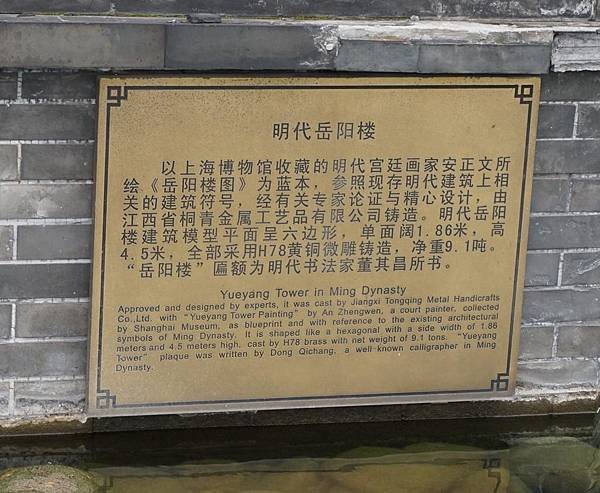 明代岳阳楼
以上海博物馆收藏的明代宫廷画家安正文所
绘《岳阳楼图》为蓝本，参照现存明代建筑上相
关的建筑符号，经有关专家论证与精心设计，由
江西省桐青金属工艺品有限公司铸造。明代岳阳
楼建筑模型平面呈六边形，单面阔1.86米，高
4.5米，全部采用H78黄铜微雕铸造，净重9.1吨。
“岳阳楼”匾额为明代书法家董其昌所书。
Yueyang Tower in Ming Dynasty
Approved and designed by experts, it was cast by Jiangxi Tongqing Metal Handicrafts
Co.,Ltd. with “Yueyang Tower Painting” by An Zhengwen, a court painter, collected
by Shanghai Museum, as blueprint and with reference to the existing architectural
symbols of Ming Dynasty. It is shaped like a hexagonal with a side width of 1.86
meters and 4.5 meters high, cast by H78 brass with net weight of 9.1 tons. “Yueyang
Tower” plaque was written by Dong Qichang, a well known calligrapher in Ming
Dynasty.